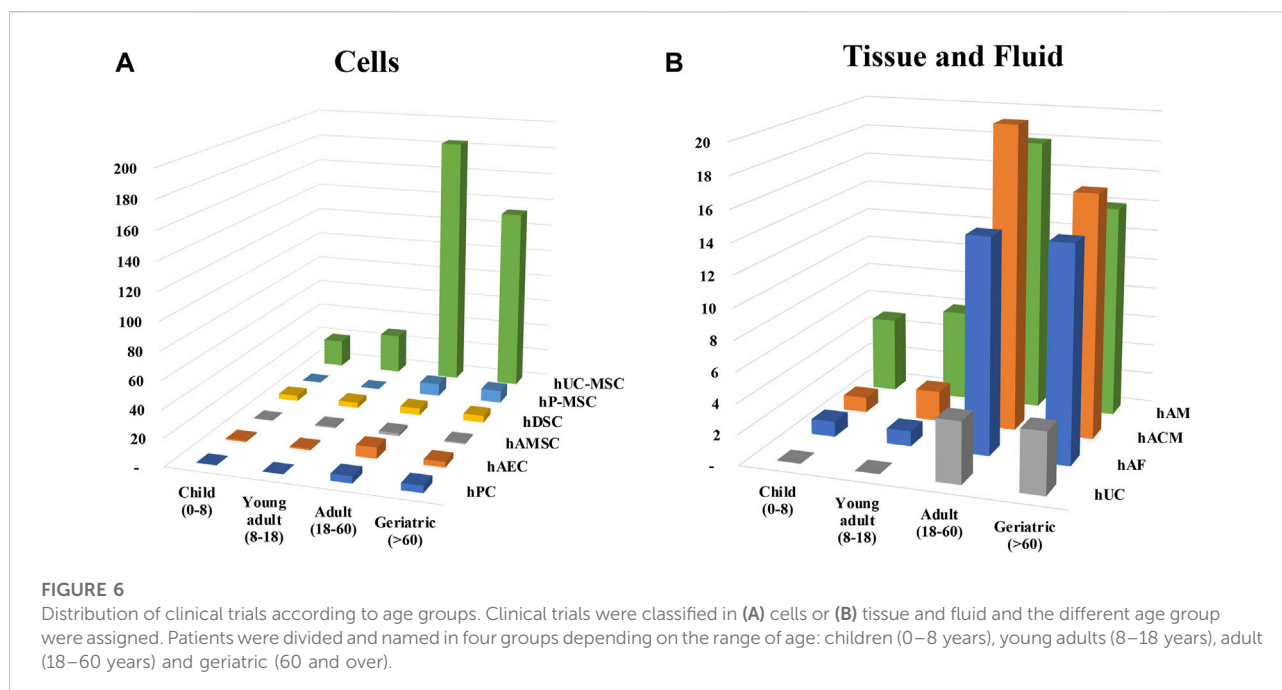 A
Cells
200
180
160
140
120
100
80
60
40
20
-
Child
(0-8)
Young
adult
(8-18)
Adult
(18-60)
Geriatric
(>60)
hUC-MSC
hP-MSC
hDSC
hAMSC
hAEC
hPC
B
Tissue and Fluid
20
18
16
14
12
10
8
6
4
2
-
Child
(0-8)
Young
adult
(8-18)
Adult
(18-60)
Geriatric
(>60)
hAM
hACM
hAF
hUC
FIGURE 6
Distribution of clinical trials according to age groups. Clinical trials were classified in (A) cells or (B) tissue and fluid and the different age group
were assigned. Patients were divided and named in four groups depending on the range of age: children (0–8 years), young adults (8–18 years), adult
(18–60 years) and geriatric (60 and over).